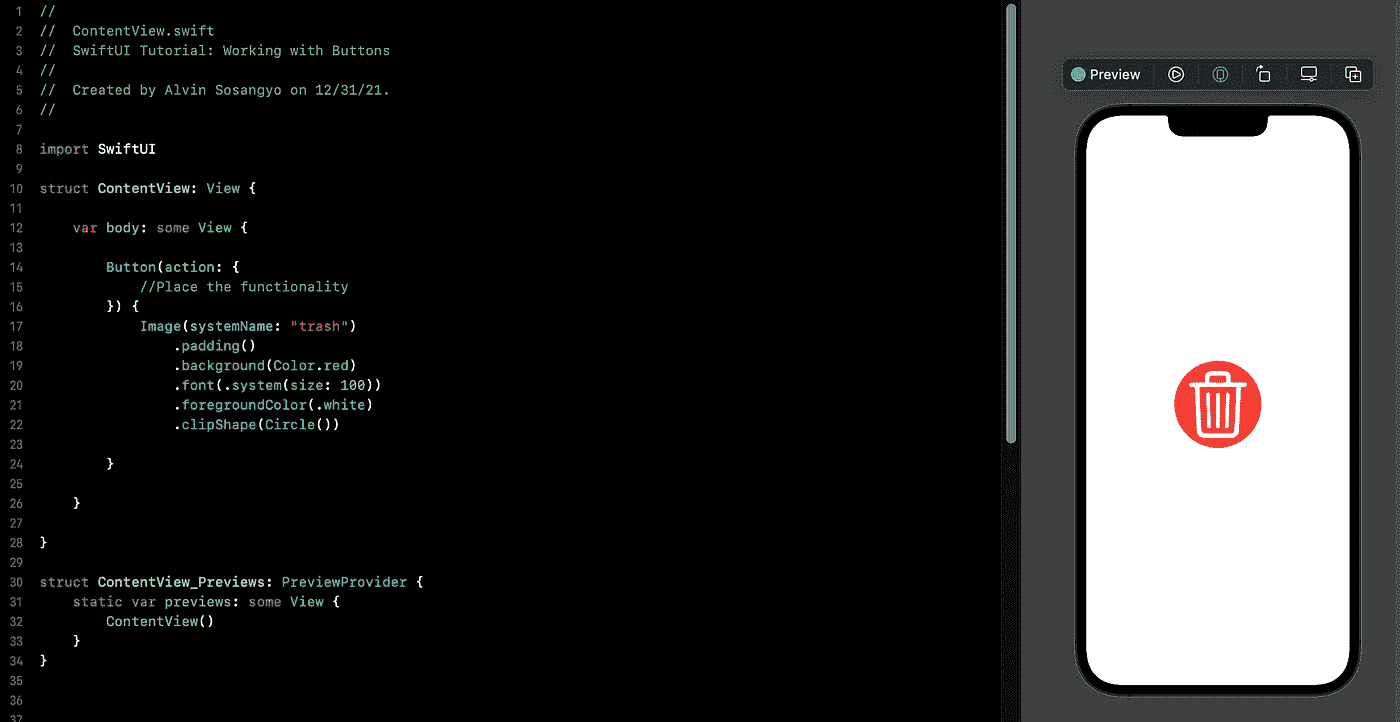 1 //
2 //  ContentView.swift
3 //  SwiftUI Tutorial: Working with Buttons
4 //
5 //  Created by Alvin Sosangyo on 12/31/21.
6 //
7
8 import SwiftUI
9
10 struct ContentView: View {
11
12     var body: some View {
13
14         Button(action: {
15             //Place the functionality
16         }) {
17             Image(systemName: "trash")
18                 .padding()
19                 .background(Color.red)
20                 .font(.system(size: 100))
21                 .foregroundColor(.white)
22                 .clipShape(Circle())
23
24         }
25
26     }
27
28 }
29
30 struct ContentView_Previews: PreviewProvider {
31     static var previews: some View {
32         ContentView()
33     }
34 }
35
36
37
Preview